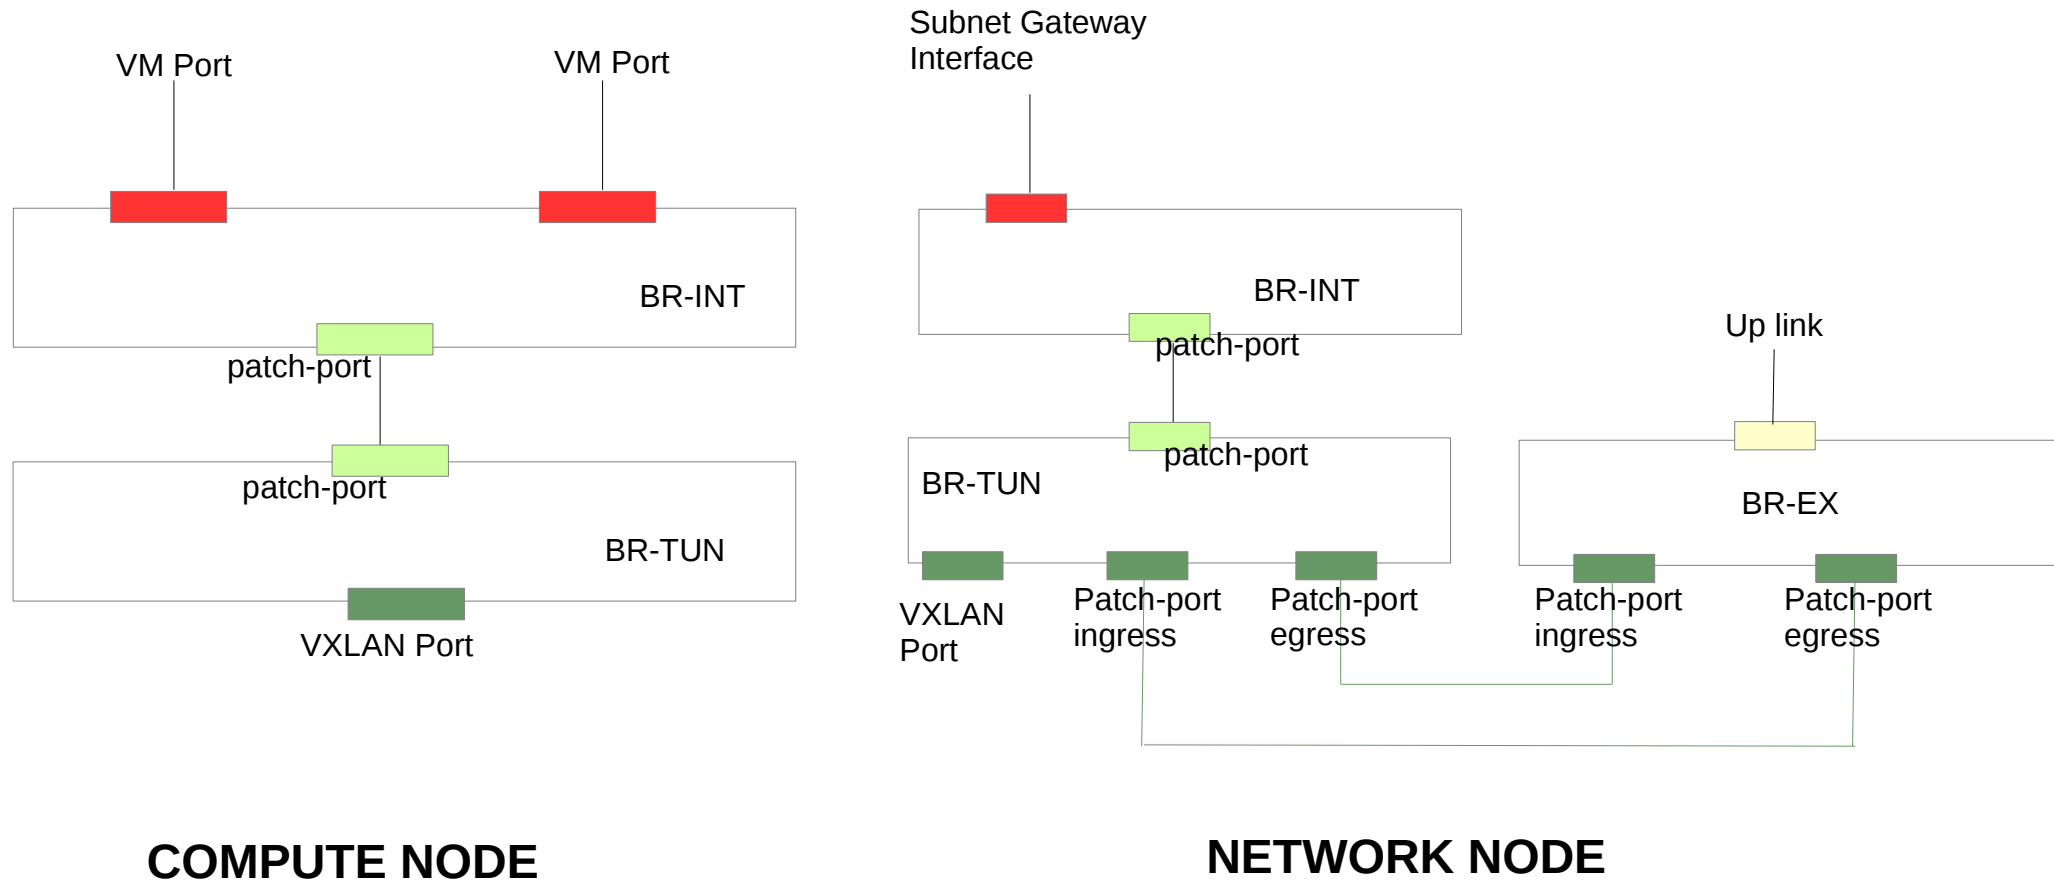 VM Port
VM Port
BR-INT
patch-port
patch-port
BR-TUN
VXLAN Port
COMPUTE NODE
Subnet Gateway
Interface
BR-INT
patch-port
patch-port
BR-TUN
VXLAN
Port
Patch-port
ingress
Patch-port
egress
Up link
BR-EX
Patch-port
ingress
Patch-port
egress
NETWORK NODE